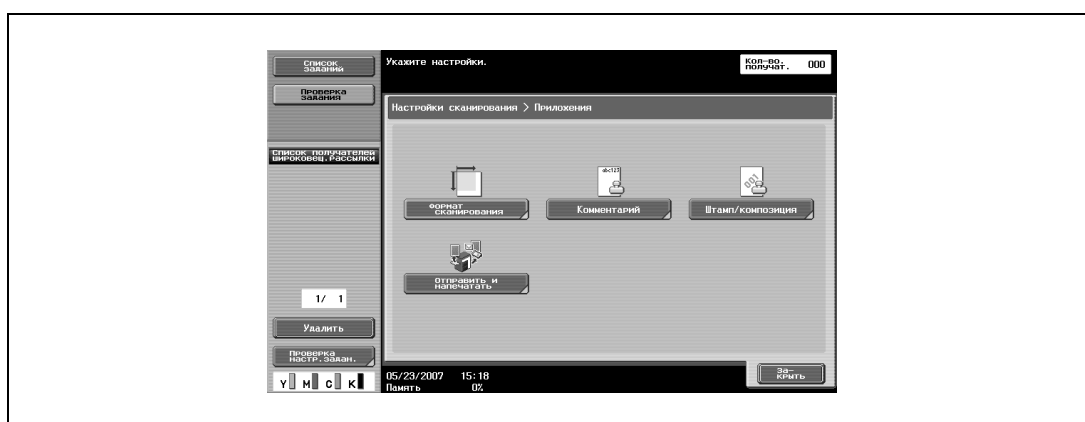 Список
заданий
Укажите настройки.
Кол-во.
получат. 000
Проверка
задания
Настройки сканирования > Приложения
Список получателей
широковещ.рассылки
abc123
001
Формат
сканирования
Комментарий
Штамп/композиция
Отправить и
напечатать
1/ 1
Удалить
Проверка
настр.задан.
Y M C K
05/23/2007 15:18
Память 0%
За-
крыть